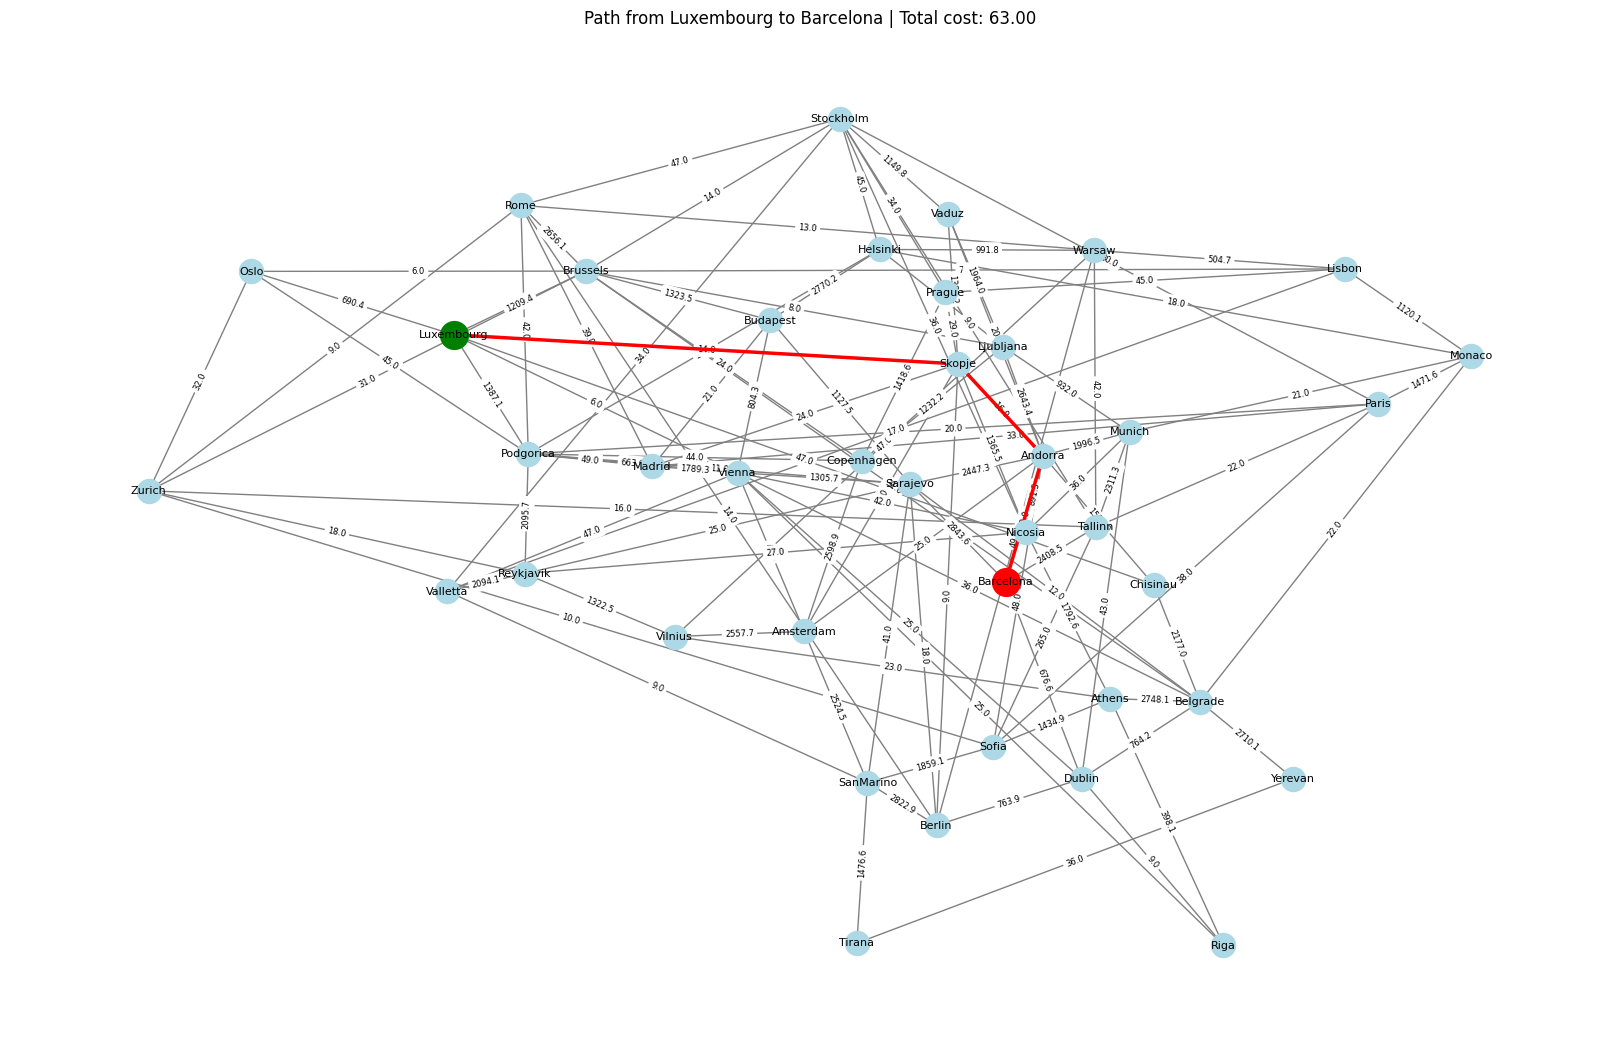 Path from Luxembourg to Barcelona | Total cost: 63.00
Stockholm
1149.8
47.0
45.0
14.0
34.0
Rome
Vaduz
13.0
2656.1
Helsinki
991.8
Warsaw
504.7
Oslo
6.0
Brussels
Lisbon
2770.2
1964.0
45.0
Prague
1323.5
8.0
18.0
690.4
1209.4
1120.1
Budapest
9.0
36.0
29.0
Luxembourg
42.0
39.0
Ljubljana
9.0
34.0
14.0
Skopje
Monaco
45.0
24.0
1418.6
932.0
42.0
1471.6
32.0
31.0
1387.1
21.0
804.3
1127.5
1232.2
2643.4
21.0
Paris
6.0
24.0
17.0
20.0
33.0
Munich
1996.5
Podgorica
44.0
47.0
1365.5
Andorra
49.0
Madrid
1789.3
Vienna
Copenhagen
1305.7
2447.3
22.0
Zurich
Sarajevo
36.0
2311.3
16.0
14.0
42.0
2095.7
18.0
47.0
25.0
2843.6
Nicosia
Tallinn
22.0
27.0
2598.9
25.0
2408.5
Reykjavik
2094.1
Barcelona
Chisinau
38.0
Valletta
1322.5
36.0
12.0
48.0
43.0
10.0
Vilnius
2557.7
Amsterdam
25.0
41.0
1792.6
265.0
2177.0
18.0
23.0
676.6
9.0
2524.5
25.0
Athens
2748.1
Belgrade
1434.9
764.2
2710.1
Sofia
1859.1
SanMarino
Dublin
Yerevan
2822.9
763.9
Berlin
398.1
1476.6
36.0
9.0
Tirana
Riga